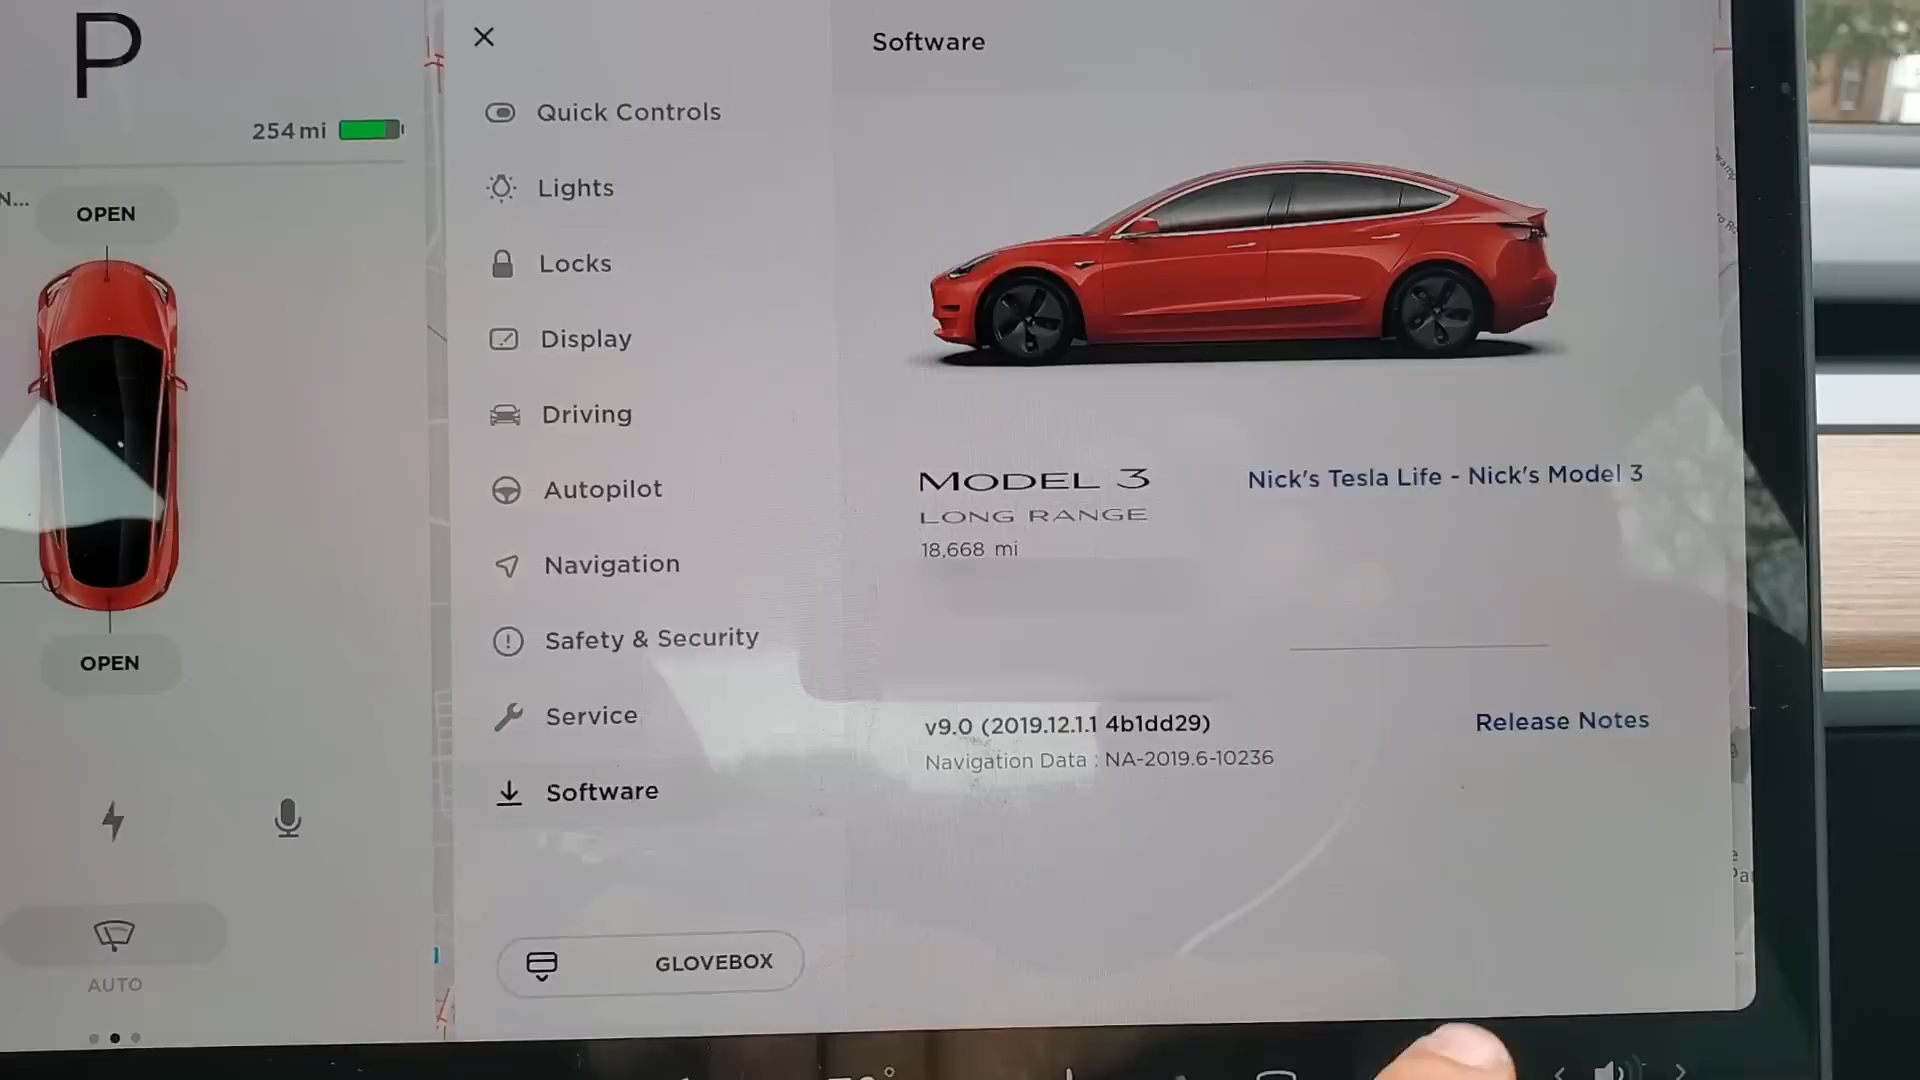 P
254 mi
N...
OPEN
OPEN
AUTO
Quick Controls
Lights
Locks
Display
Driving
Autopilot
Navigation
Safety & Security
Service
Software
GLOVEBOX
Software
MODEL 3
LONG RANGE
18,668 mi
Nick's Tesla Life - Nick's Model 3
v9.0 (2019.12.1.1 4b1dd29)
Navigation Data : NA-2019.6-10236
Release Notes